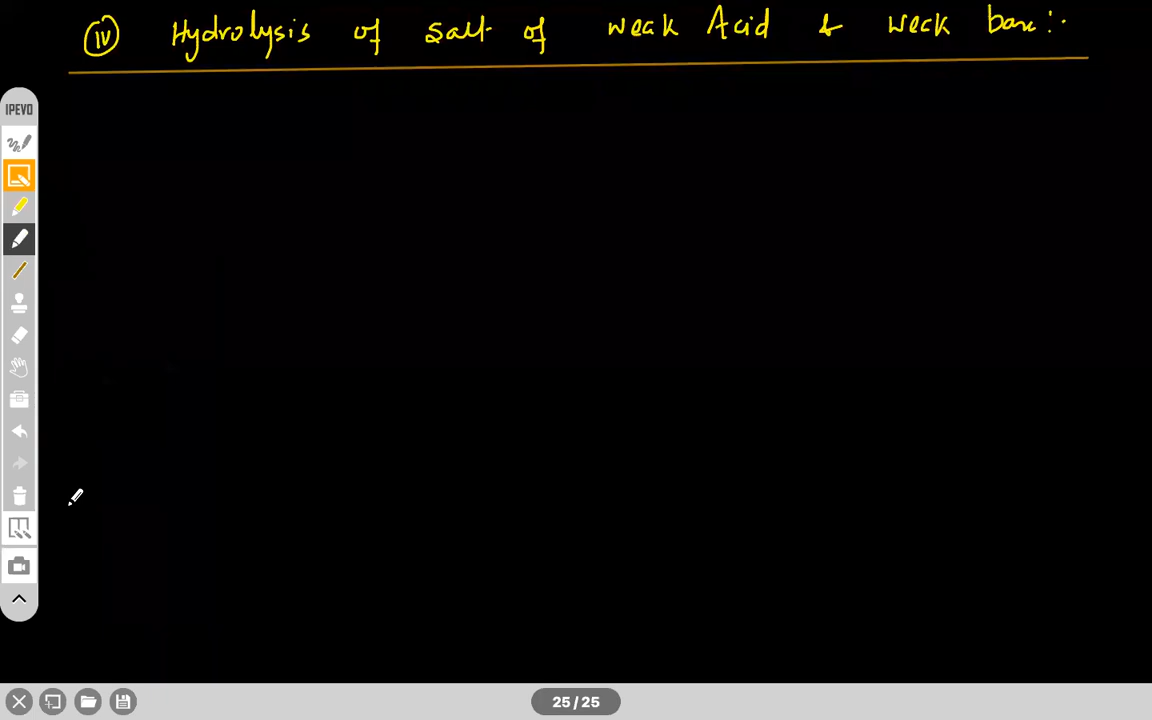 (iv) Hydrolysis of salt of weak Acid & weak base :-
IPEVO
25 / 25